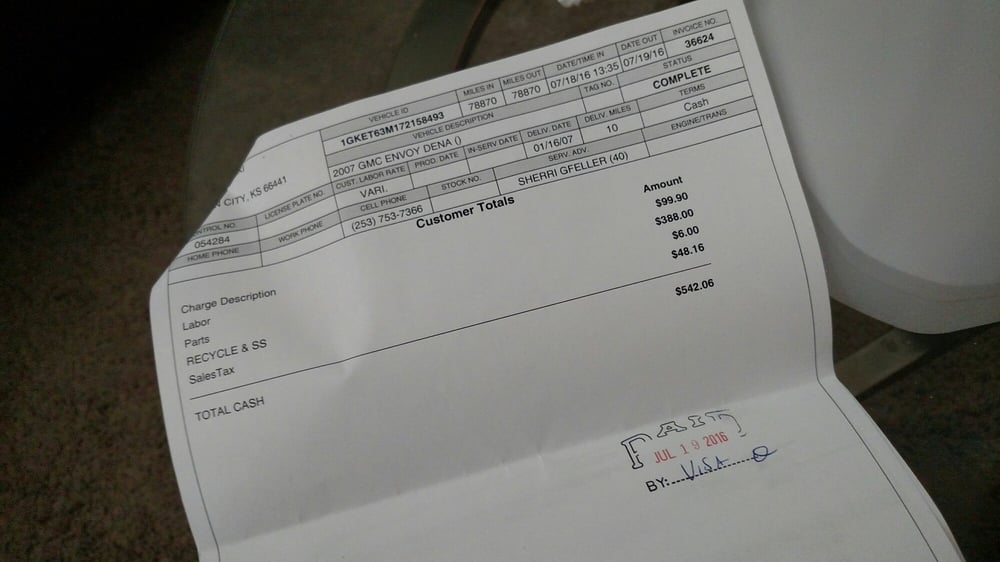 VEHICLE ID MILES IN MILES OUT DATE/TIME IN DATE OUT INVOICE NO.
1GKET63M172158493 78870 78870 07/18/16 13:35 07/19/16 36624
VEHICLE DESCRIPTION TAG NO. STATUS
2007 GMC ENVOY DENA () COMPLETE
CITY, KS 66441
LICENSE PLATE NO. CUST. LABOR RATE PROD. DATE IN-SERV DATE DELIV. DATE DELIV. MILES TERMS
VARI. 01/16/07 10 Cash
NTROL NO. WORK PHONE CELL PHONE STOCK NO. SERV. ADV. ENGINE/TRANS
054284 (253) 753-7366 SHERRI GFELLER (40)
HOME PHONE
Customer Totals
Charge Description Amount
Labor $99.90
Parts $388.00
RECYCLE & SS $6.00
SalesTax $48.16
TOTAL CASH $542.06
PAID
JUL 19 2016
BY: VISA